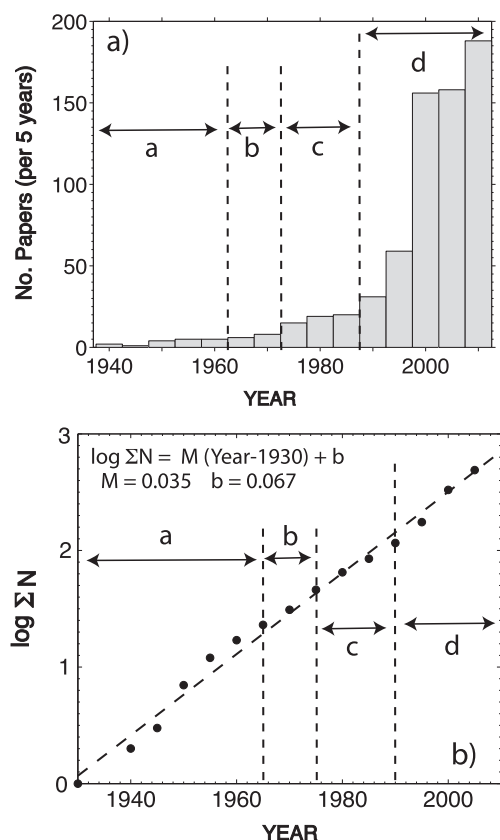 a)
200
150
100
50
0
No. Papers (per 5 years)
a
b
c
d
1940
1960
1980
2000
YEAR
3
2
1
0
log ΣN
log ΣN = M (Year-1930) + b
M = 0.035 b = 0.067
a
b
c
d
b)
1940
1960
1980
2000
YEAR